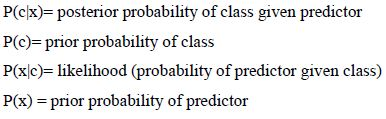 P(c|x)= posterior probability of class given predictor
P(c)= prior probability of class
P(x|c)= likelihood (probability of predictor given class)
P(x) = prior probability of predictor